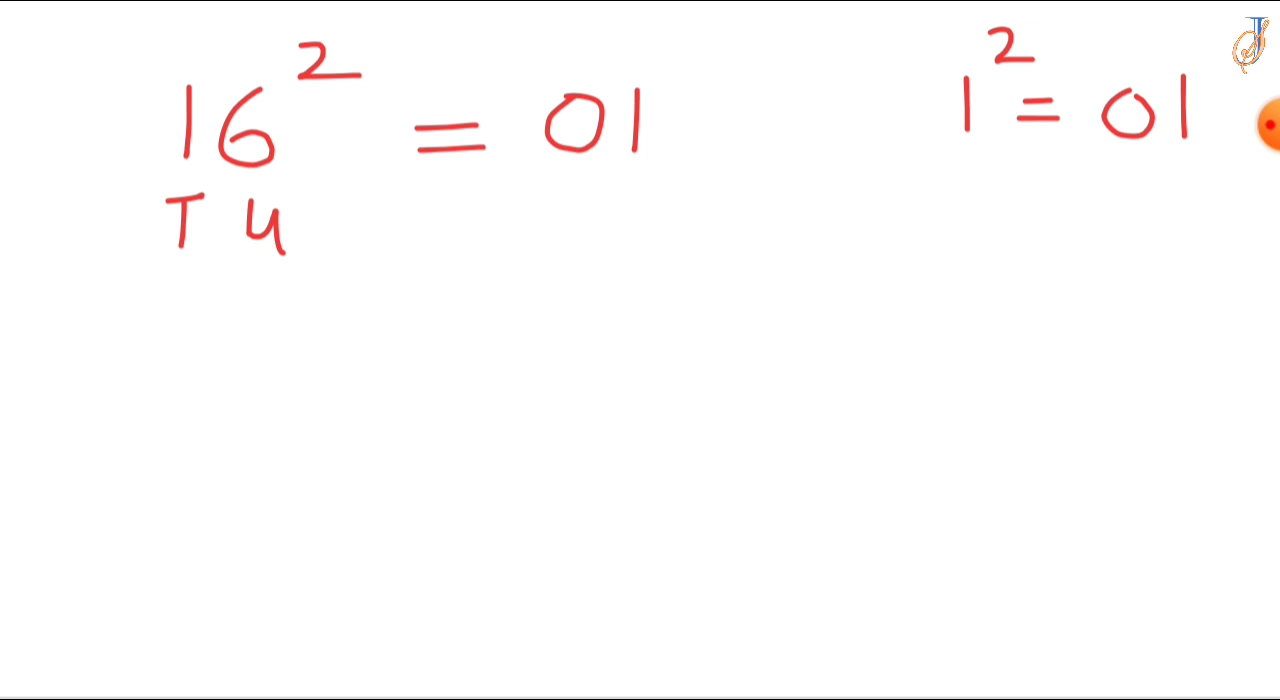 16² = 01
1² = 01
T U